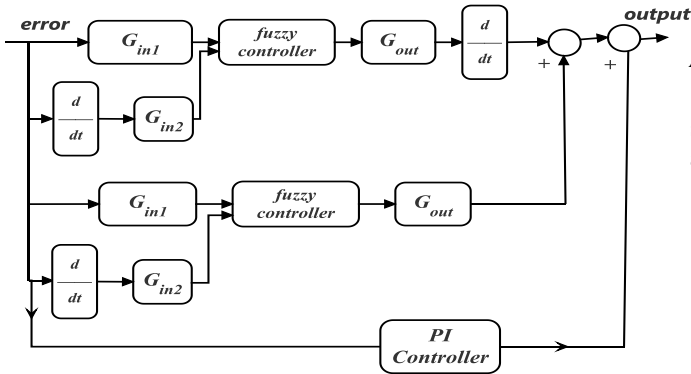 error
G_in1
fuzzy controller
G_out
d
dt
output
+
+
d
dt
G_in2
G_in1
fuzzy controller
G_out
d
dt
G_in2
PI
Controller